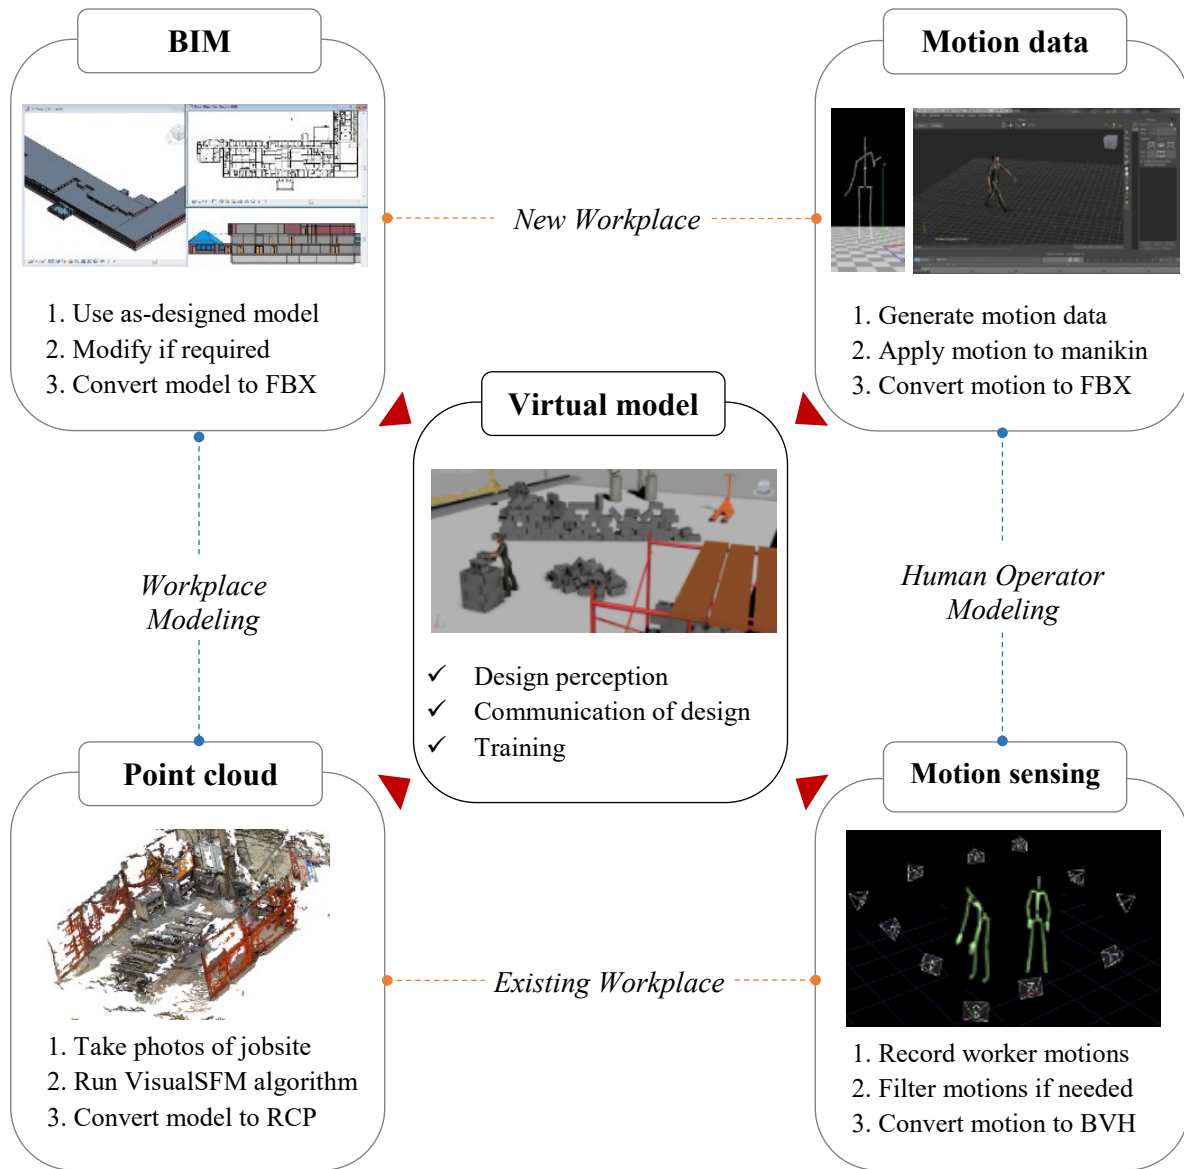 BIM
Motion data
New Workplace
1. Use as-designed model
2. Modify if required
3. Convert model to FBX
1. Generate motion data
2. Apply motion to manikin
3. Convert motion to FBX
Virtual model
Workplace
Modeling
Human Operator
Modeling
✓ Design perception
✓ Communication of design
✓ Training
Point cloud
Motion sensing
Existing Workplace
1. Take photos of jobsite
2. Run VisualSFM algorithm
3. Convert model to RCP
1. Record worker motions
2. Filter motions if needed
3. Convert motion to BVH